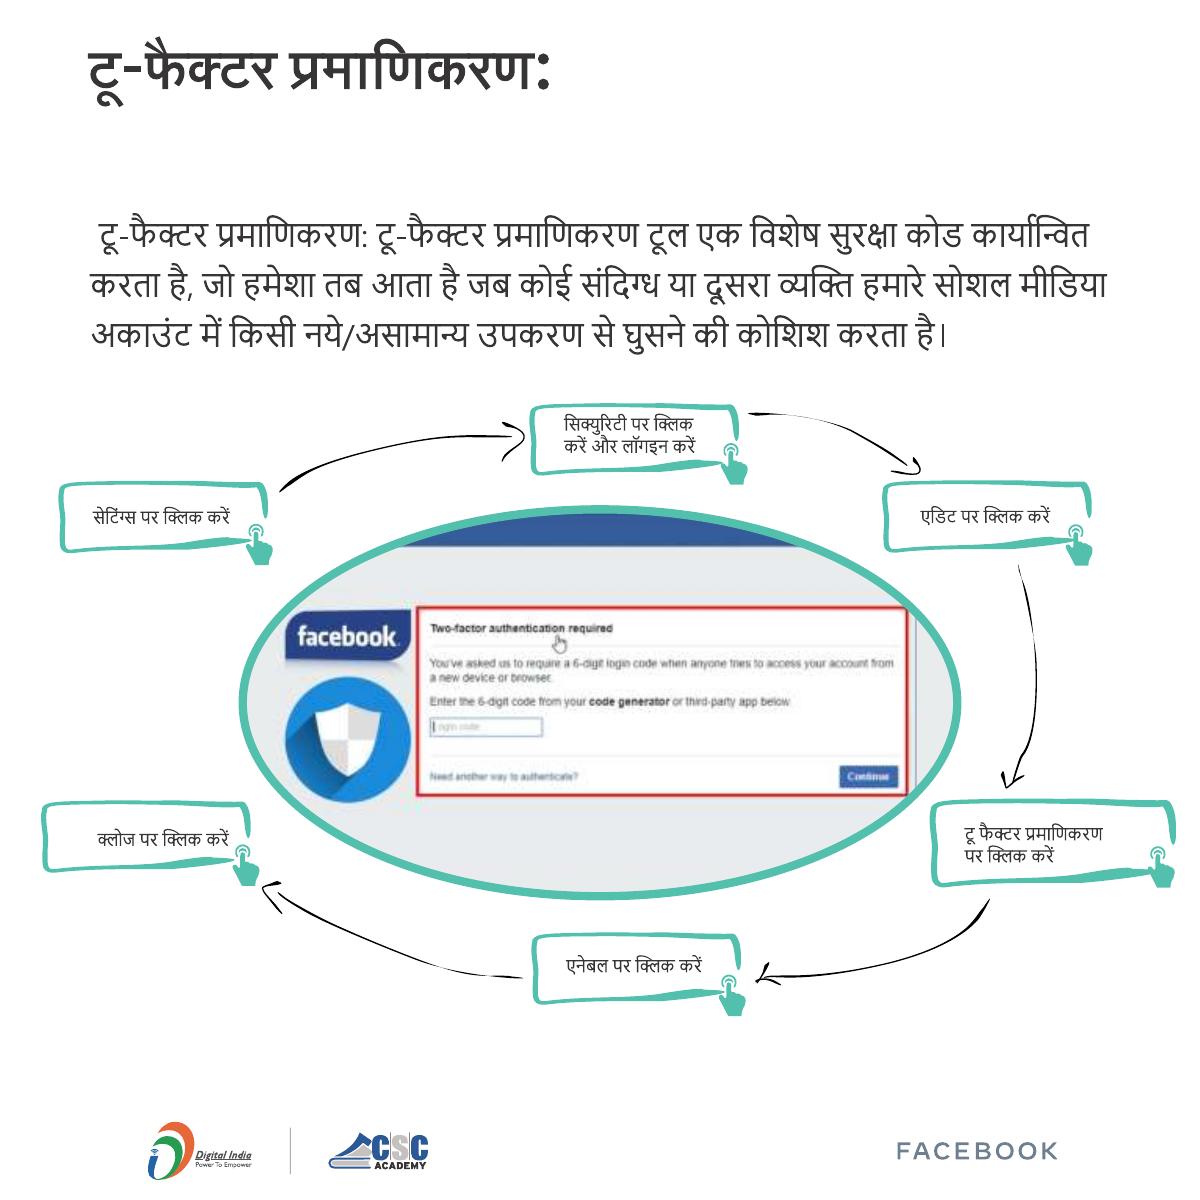 टू-फैक्टर प्रमाणिकरण:
टू-फैक्टर प्रमाणिकरण: टू-फैक्टर प्रमाणिकरण टूल एक विशेष सुरक्षा कोड कार्यान्वित
करता है, जो हमेशा तब आता है जब कोई संदिग्ध या दूसरा व्यक्ति हमारे सोशल मीडिया
अकाउंट में किसी नये/असामान्य उपकरण से घुसने की कोशिश करता है।
सेटिंग्स पर क्लिक करें
सिक्युरिटी पर क्लिक
करें और लॉगइन करें
एडिट पर क्लिक करें
टू फैक्टर प्रमाणिकरण
पर क्लिक करें
एनेबल पर क्लिक करें
क्लोज पर क्लिक करें
facebook
Two-factor authentication required
You've asked us to require a 6-digit login code when anyone tries to access your account from
a new device or browser.
Enter the 6-digit code from your code generator or third-party app below.
Login code
Need another way to authenticate?
Continue
Digital India
Power To Empower
CSC
ACADEMY
FACEBOOK